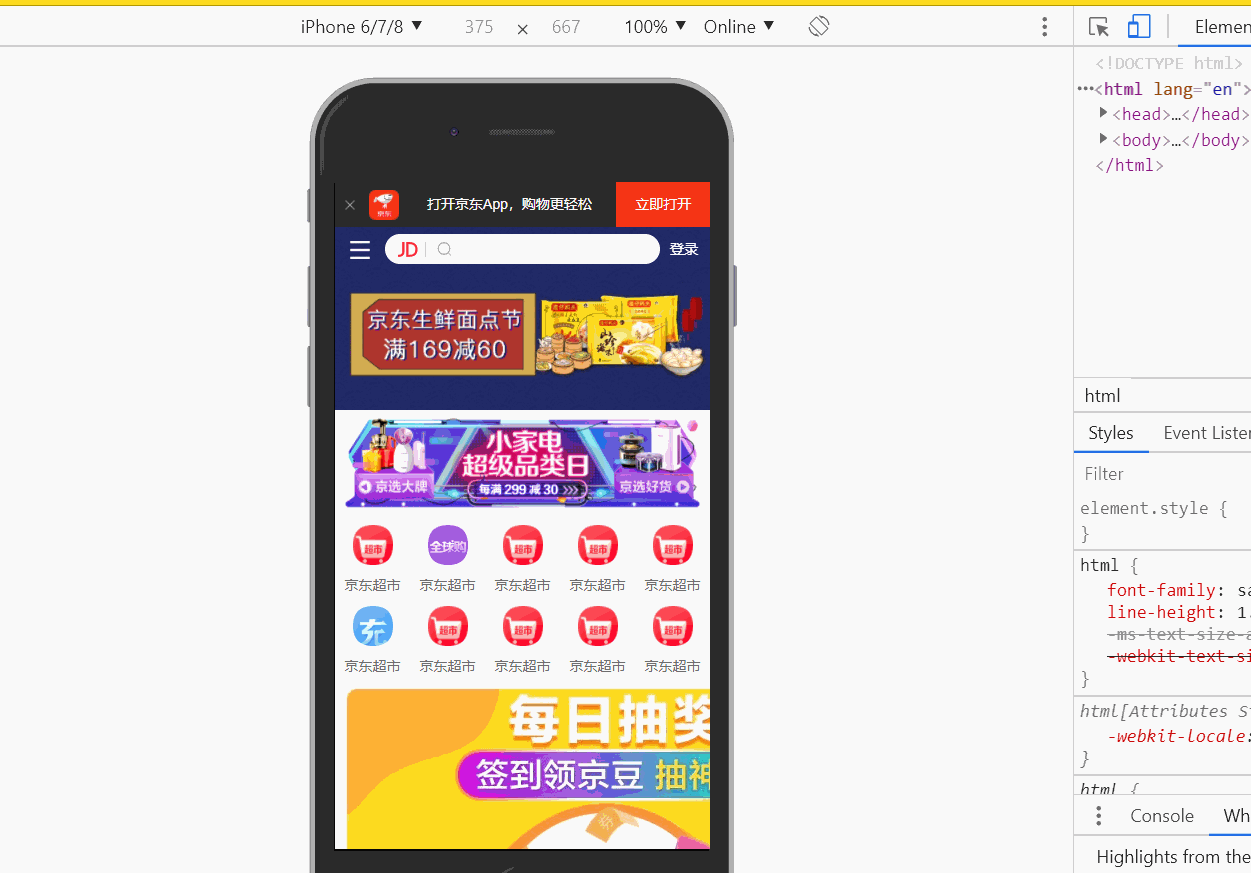 iPhone 6/7/8 ▼ 375 × 667 100% ▼ Online ▼
Elemen
<!DOCTYPE html>
•••<html lang="en">
▶<head>…</head>
▶<body>…</body>
</html>
× 京东 打开京东App，购物更轻松 立即打开
JD 登录
京东生鲜面点节
满169减60
小家电
超级品类日
京选大牌 每满 299 减 30 京选好货
超市 全球购 超市 超市 超市
京东超市 京东超市 京东超市 京东超市 京东超市
充 超市 超市 超市 超市
京东超市 京东超市 京东超市 京东超市 京东超市
每日抽奖
签到领京豆 抽神
html
Styles Event Lister
Filter
element.style {
}
html {
font-family: sa
line-height: 1.
-ms-text-size-a
-webkit-text-si
}
html[Attributes St
-webkit-locale:
}
html {
Console Wh
Highlights from the